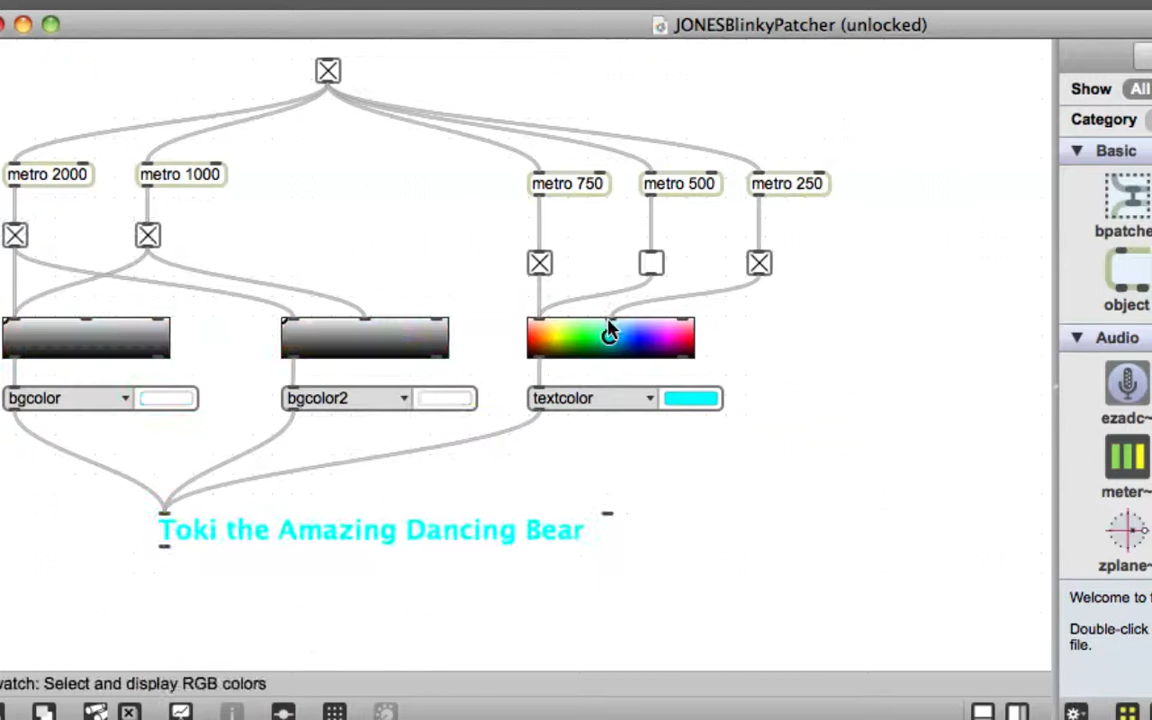 JONESBlinkyPatcher (unlocked)
Show All
Category
Basic
metro 2000
metro 1000
metro 750
metro 500
metro 250
bpatche
object
Audio
bgcolor
bgcolor2
textcolor
ezadc~
meter~
Toki the Amazing Dancing Bear
zplane~
Welcome to
Double-click
file.
watch: Select and display RGB colors